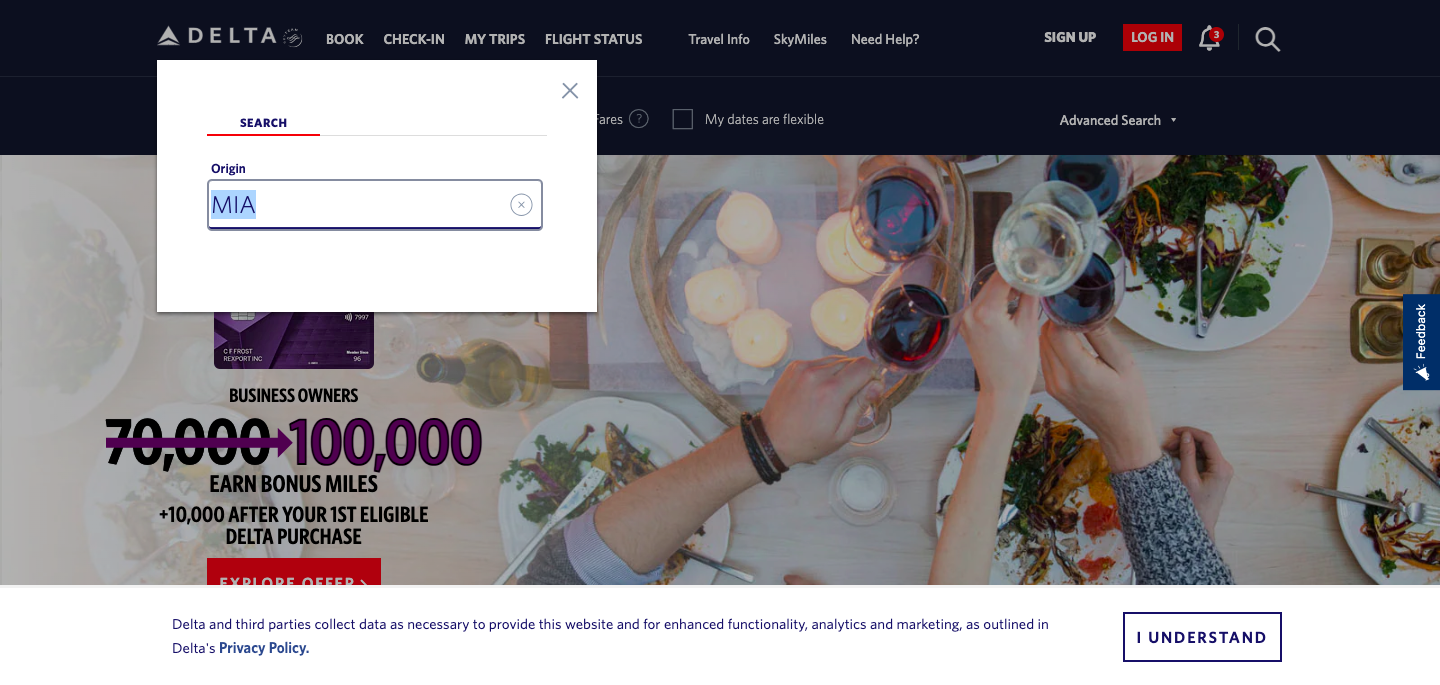 DELTA
BOOK
CHECK-IN
MY TRIPS
FLIGHT STATUS
Travel Info
SkyMiles
Need Help?
SIGN UP
LOG IN
3
SEARCH
Origin
MIA
Fares
?
My dates are flexible
Advanced Search
7997
C F FROST
REXPORT INC
Member Since
96
BUSINESS OWNERS
70,000 100,000
EARN BONUS MILES
+10,000 AFTER YOUR 1ST ELIGIBLE
DELTA PURCHASE
EXPLORE OFFER
Feedback
Delta and third parties collect data as necessary to provide this website and for enhanced functionality, analytics and marketing, as outlined in
Delta's Privacy Policy.
I UNDERSTAND